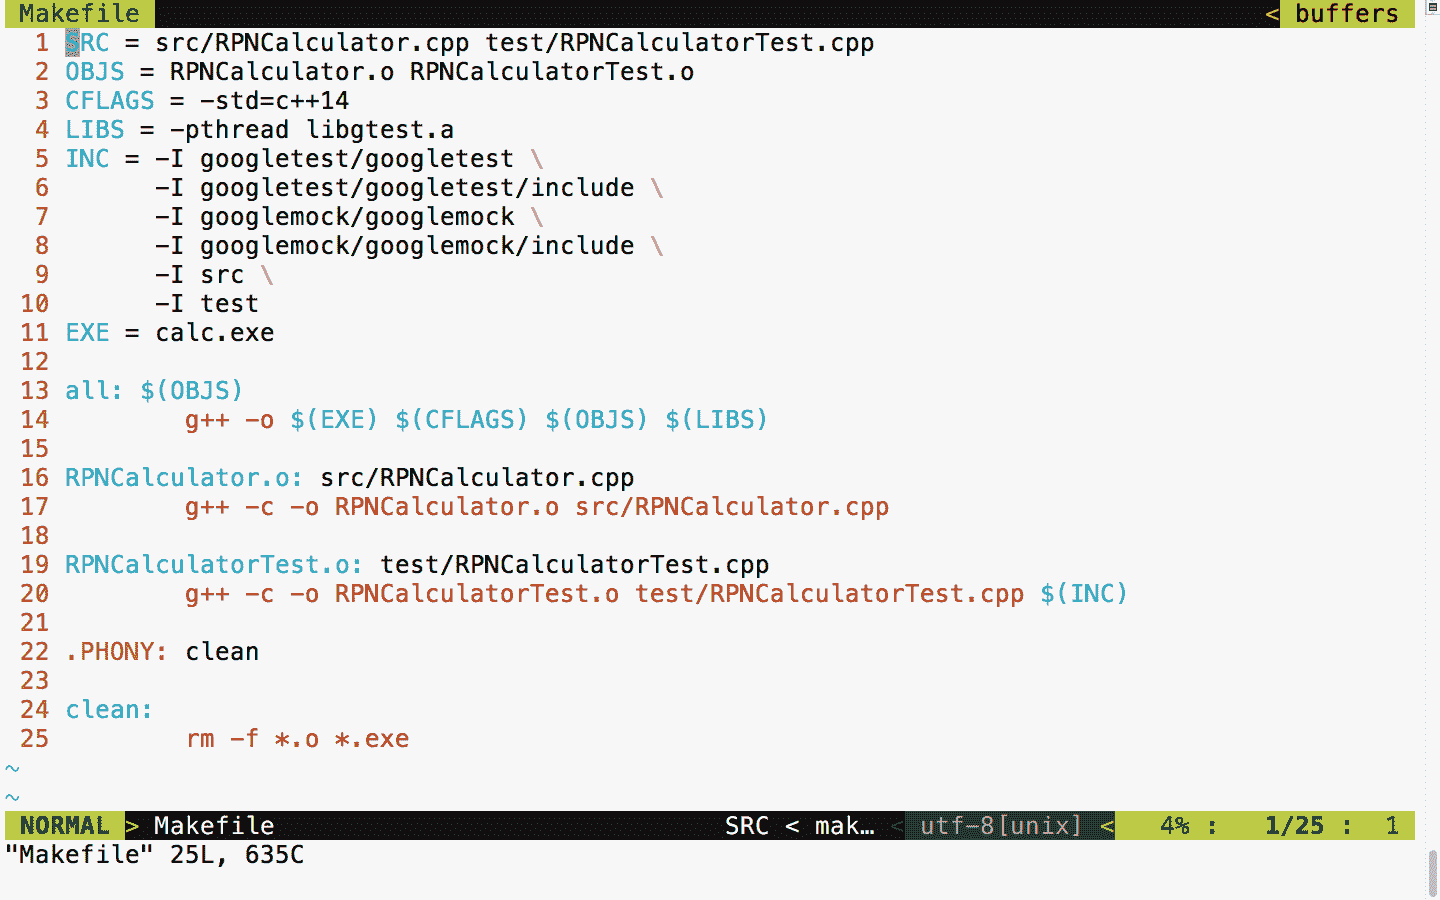 Makefile < buffers
1 SRC = src/RPNCalculator.cpp test/RPNCalculatorTest.cpp
2 OBJS = RPNCalculator.o RPNCalculatorTest.o
3 CFLAGS = -std=c++14
4 LIBS = -pthread libgtest.a
5 INC = -I googletest/googletest \
6       -I googletest/googletest/include \
7       -I googlemock/googlemock \
8       -I googlemock/googlemock/include \
9       -I src \
10       -I test
11 EXE = calc.exe
12
13 all: $(OBJS)
14         g++ -o $(EXE) $(CFLAGS) $(OBJS) $(LIBS)
15
16 RPNCalculator.o: src/RPNCalculator.cpp
17         g++ -c -o RPNCalculator.o src/RPNCalculator.cpp
18
19 RPNCalculatorTest.o: test/RPNCalculatorTest.cpp
20         g++ -c -o RPNCalculatorTest.o test/RPNCalculatorTest.cpp $(INC)
21
22 .PHONY: clean
23
24 clean:
25         rm -f *.o *.exe
~
~
NORMAL > Makefile SRC < mak… < utf-8[unix] < 4% : 1/25 : 1
"Makefile" 25L, 635C